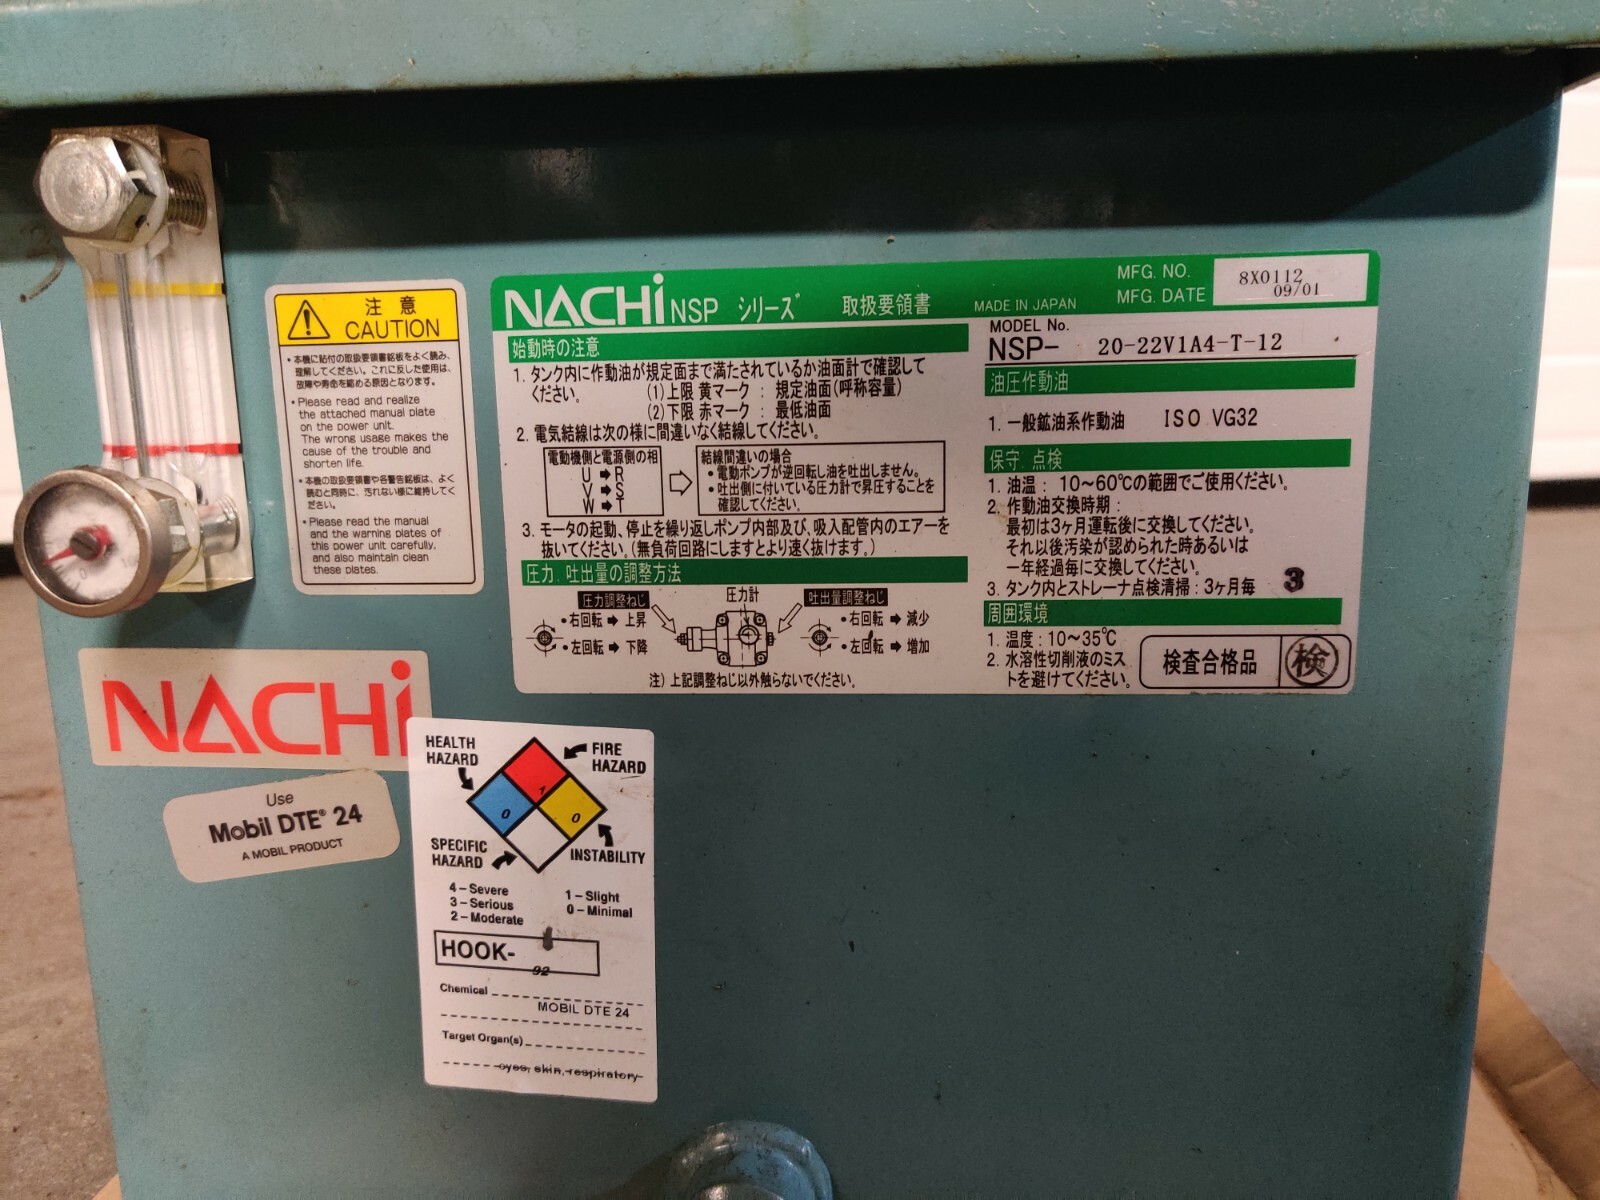 注意
CAUTION
・本機に貼付の取扱要領書銘板をよく読み、
理解してください。これに反した使用は、
故障や寿命を縮める原因となります。
・Please read and realize
the attached manual plate
on the power unit.
The wrong usage makes the
cause of the trouble and
shorten life.
・本機の取扱要領書や各警告銘板は、よく
読むと同時に、汚れない様に維持してく
ださい。
・Please read the manual
and the warning plates of
this power unit carefully,
and also maintain clean
these plates.
NACHi NSP シリーズ 取扱要領書 MADE IN JAPAN
MFG. NO. 8X0112
MFG. DATE 09/01
始動時の注意
1. タンク内に作動油が規定面まで満たされているか油面計で確認して
ください。 (1)上限 黄マーク : 規定油面(呼称容量)
(2)下限 赤マーク : 最低油面
2. 電気結線は次の様に間違いなく結線してください。
電動機側と電源側の相
U➡R
V➡S
W➡T
結線間違いの場合
・電動ポンプが逆回転し油を吐出しません。
・吐出側に付いている圧力計で昇圧することを
確認してください。
3. モータの起動、停止を繰り返しポンプ内部及び、吸入配管内のエアーを
抜いてください。(無負荷回路にしますとより速く抜けます。)
圧力、吐出量の調整方法
圧力調整ねじ 圧力計 吐出量調整ねじ
・右回転 ➡ 上昇
・左回転 ➡ 下降
・右回転 ➡ 減少
・左回転 ➡ 増加
注) 上記調整ねじ以外触らないでください。
MODEL No.
NSP- 20-22V1A4-T-12
油圧作動油
1. 一般鉱油系作動油 ISO VG32
保守、点検
1. 油温 : 10~60℃の範囲でご使用ください。
2. 作動油交換時期 :
最初は3ヶ月運転後に交換してください。
それ以後汚染が認められた時あるいは
一年経過毎に交換してください。
3. タンク内とストレーナ点検清掃 : 3ヶ月毎 3
周囲環境
1. 温度 : 10~35℃
2. 水溶性切削液のミス
トを避けてください。
検査合格品 検
NACHi
Use
Mobil DTE® 24
A MOBIL PRODUCT
HEALTH
HAZARD
FIRE
HAZARD
1
0
0
SPECIFIC
HAZARD
INSTABILITY
4 – Severe
3 – Serious
2 – Moderate
1 – Slight
0 – Minimal
HOOK-
92
Chemical
MOBIL DTE 24
Target Organ(s)
eyes, skin, respiratory